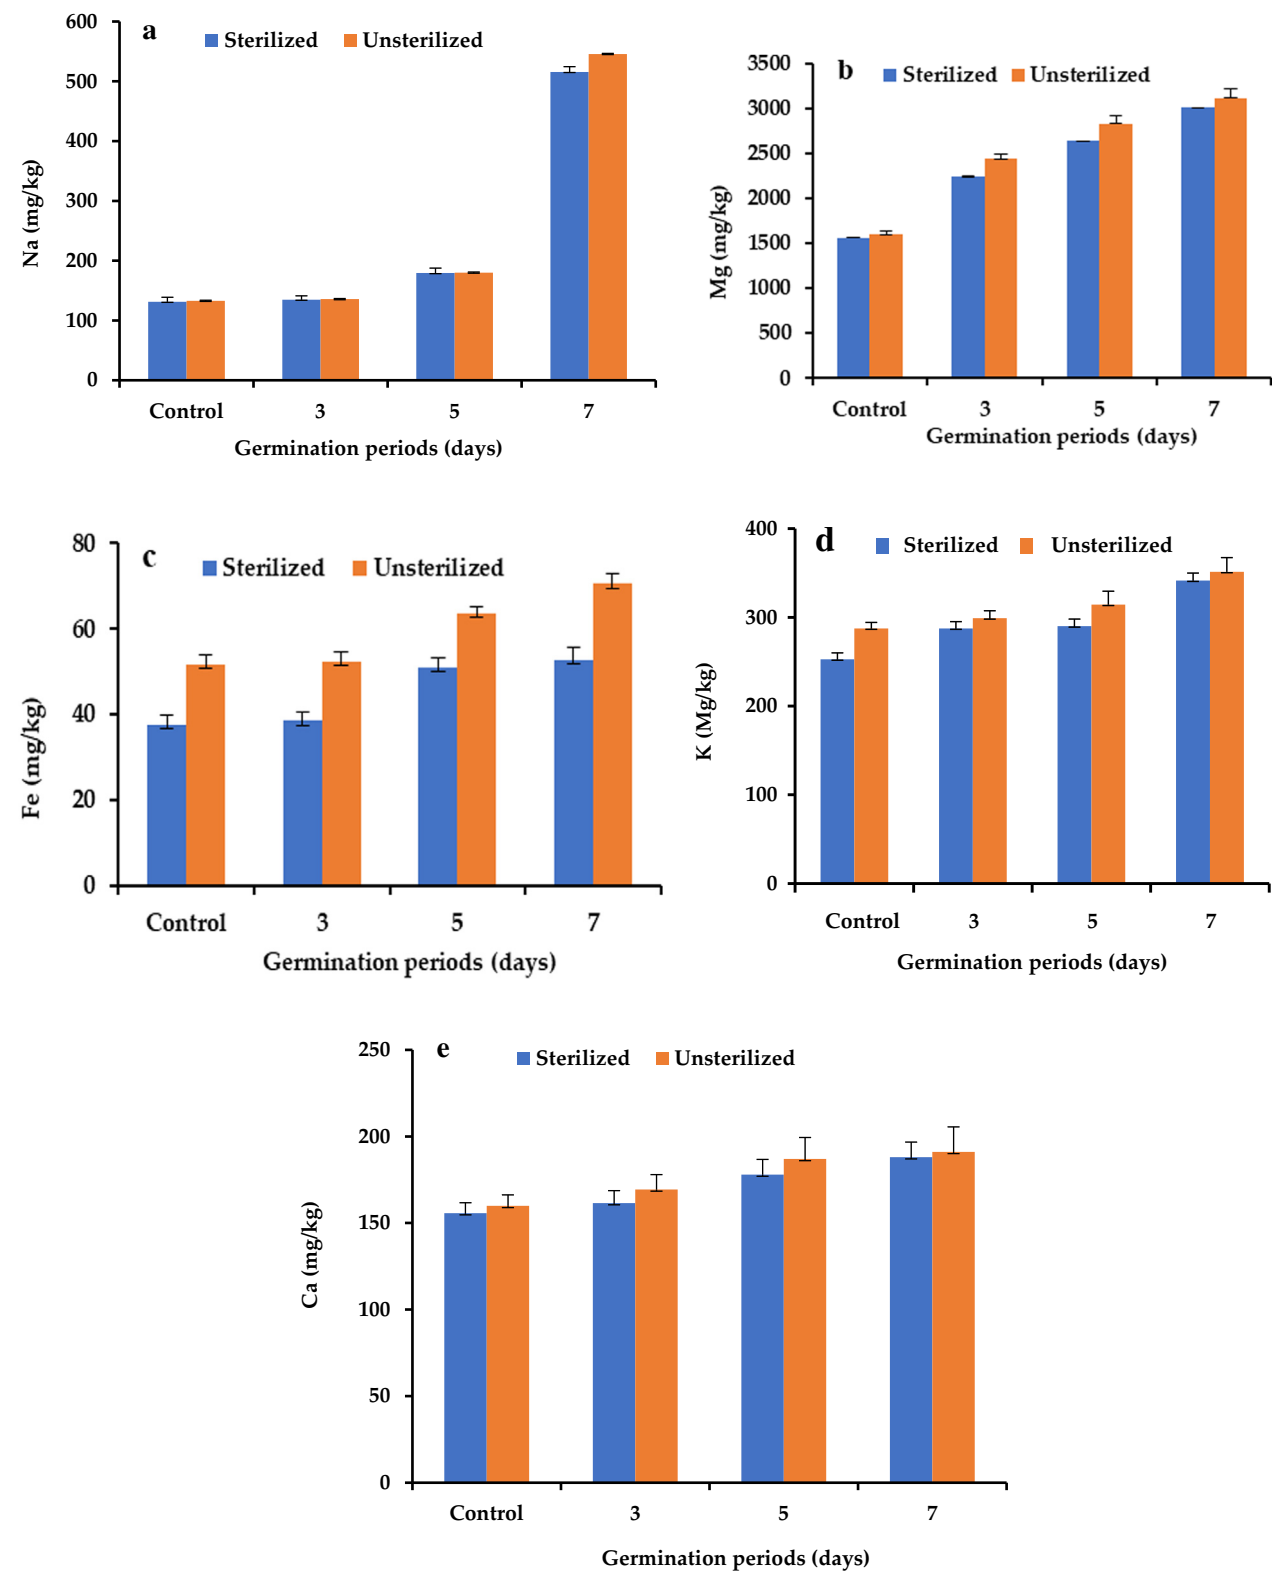 a
Sterilized Unsterilized
600
500
400
300
200
100
0
Na (mg/kg)
Control 3 5 7
Germination periods (days)
b
Sterilized Unsterilized
3500
3000
2500
2000
1500
1000
500
0
Mg (mg/kg)
Control 3 5 7
Germination periods (days)
c
Sterilized Unsterilized
80
60
40
20
0
Fe (mg/kg)
Control 3 5 7
Germination periods (days)
d
Sterilized Unsterilized
400
300
200
100
0
K (Mg/kg)
Control 3 5 7
Germination periods (days)
e
Sterilized Unsterilized
250
200
150
100
50
0
Ca (mg/kg)
Control 3 5 7
Germination periods (days)